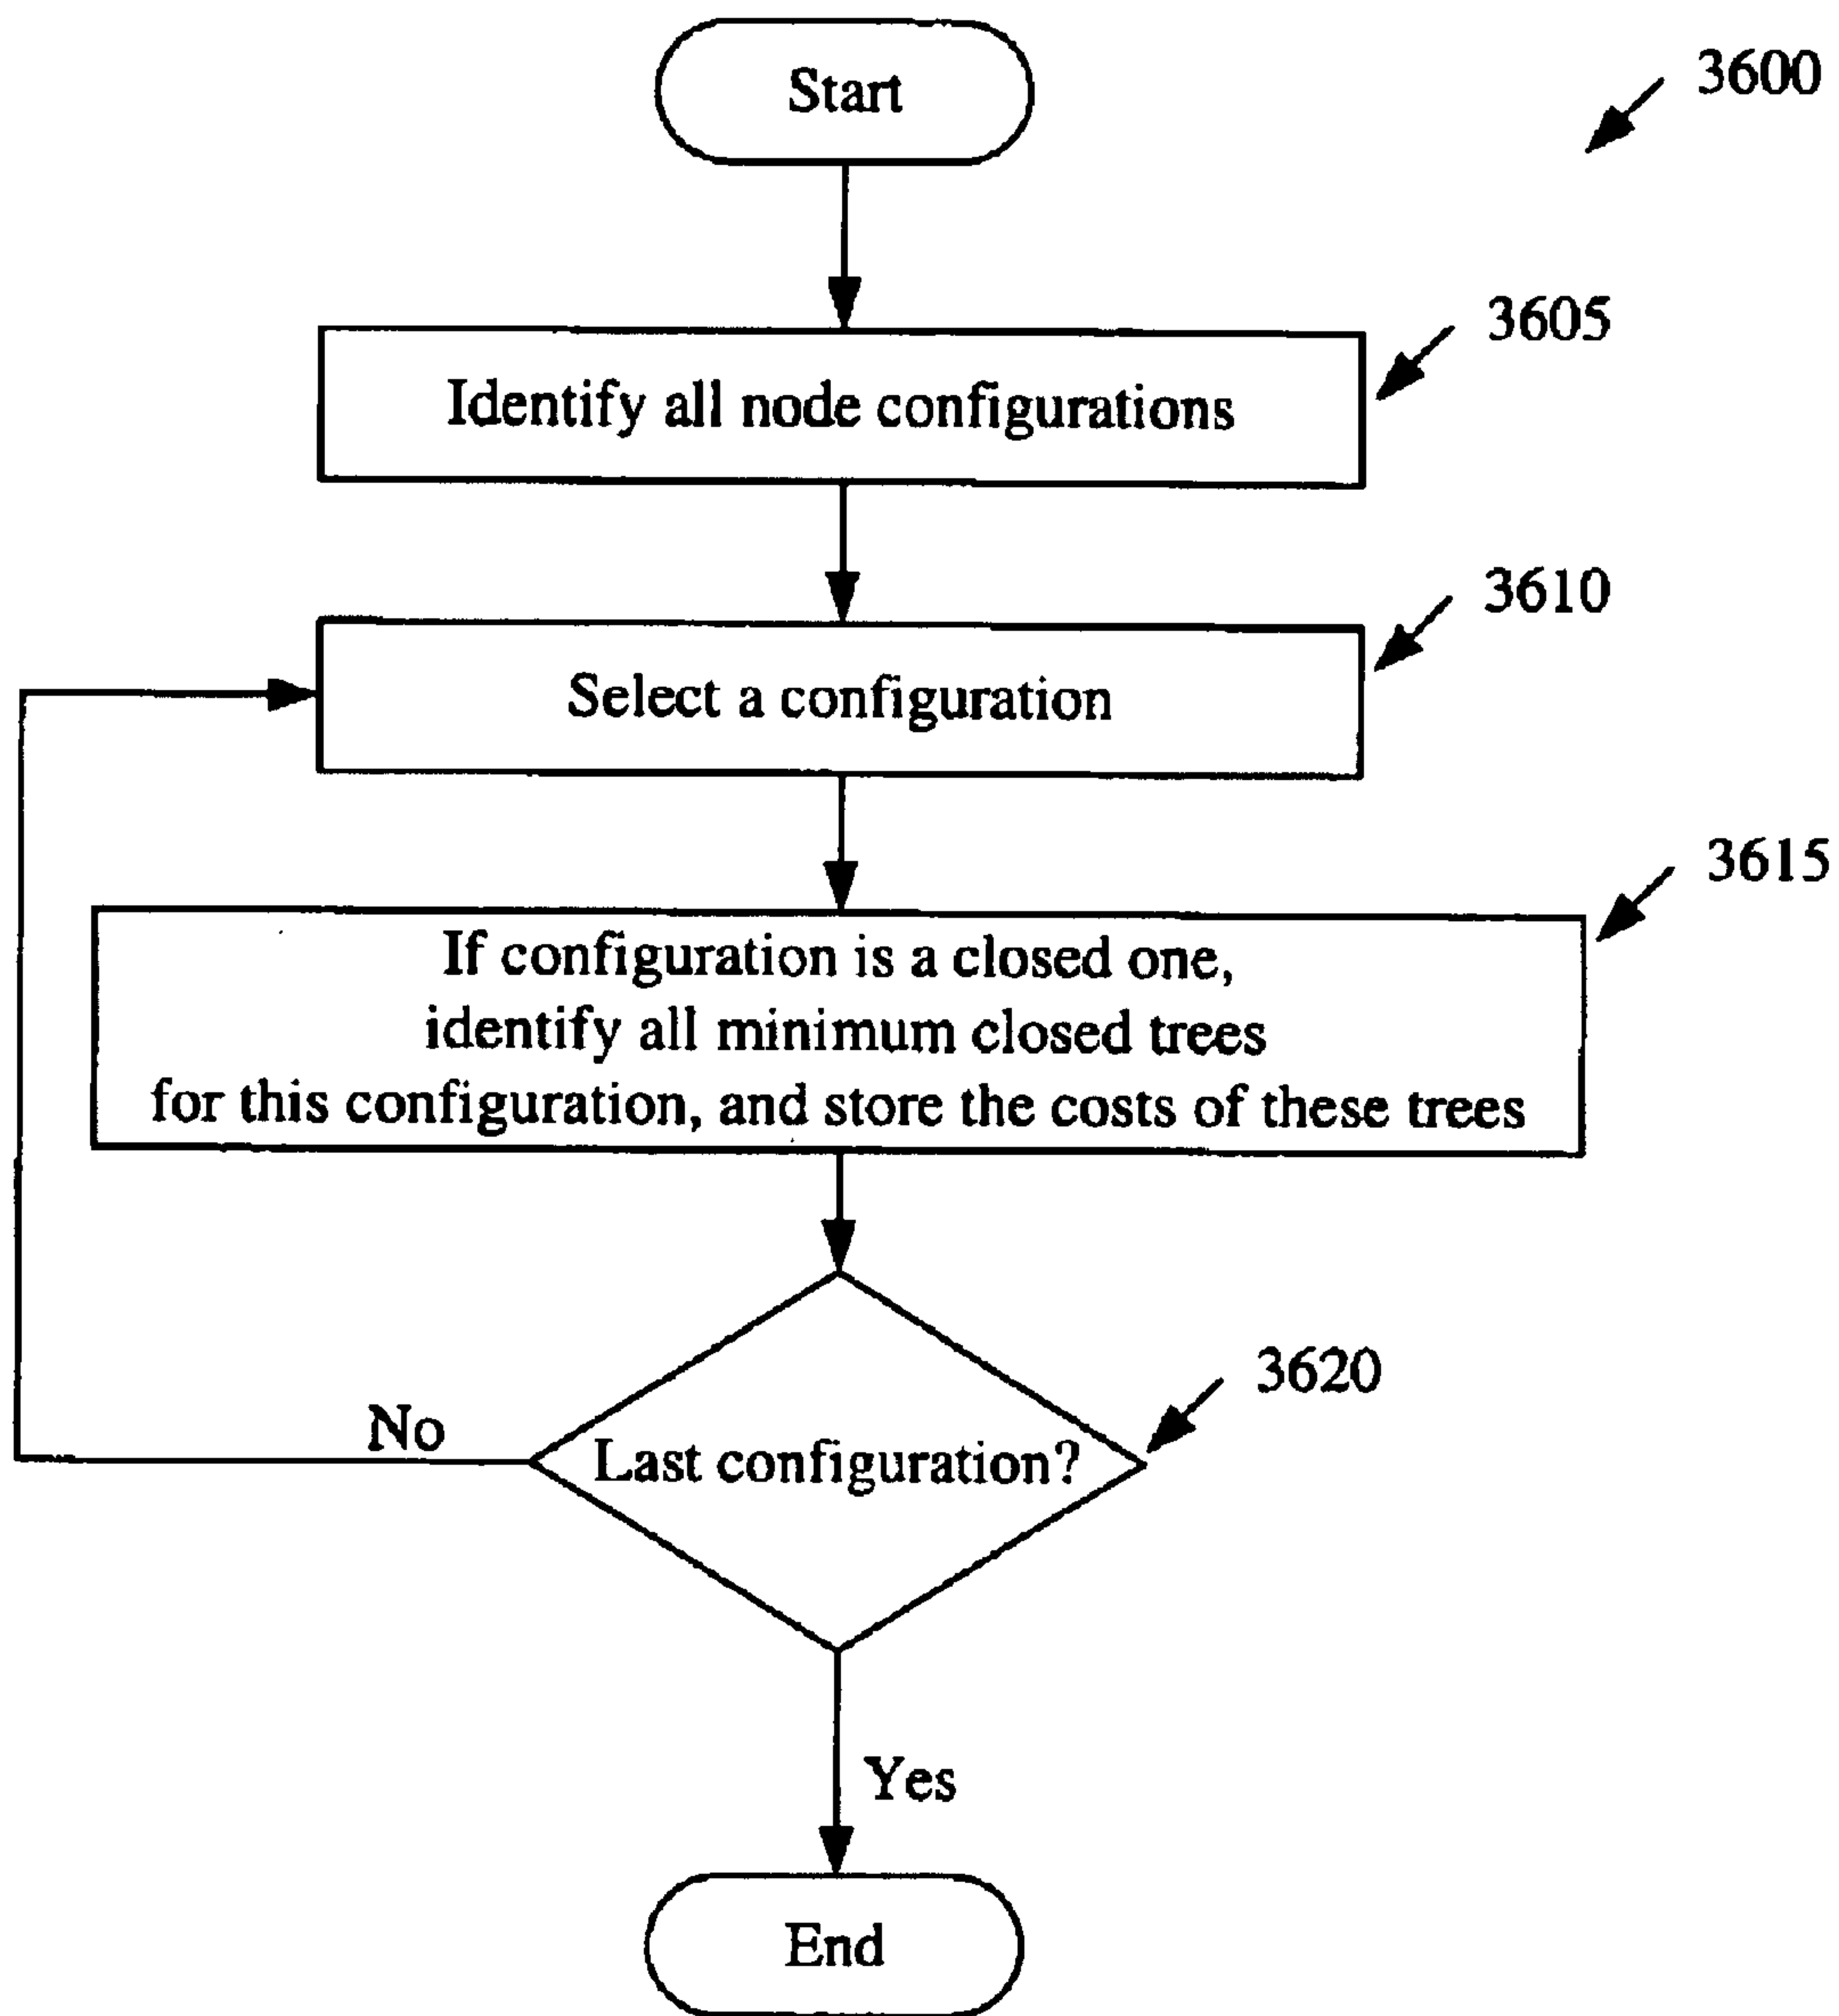 Start
3600
3605
Identify all node configurations
3610
Select a configuration
3615
If configuration is a closed one,
identify all minimum closed trees
for this configuration, and store the costs of these trees
3620
No
Last configuration?
Yes
End